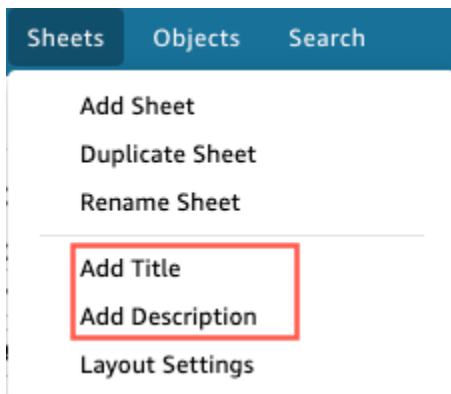 Sheets Objects Search
Add Sheet
Duplicate Sheet
Rename Sheet
Add Title
Add Description
Layout Settings